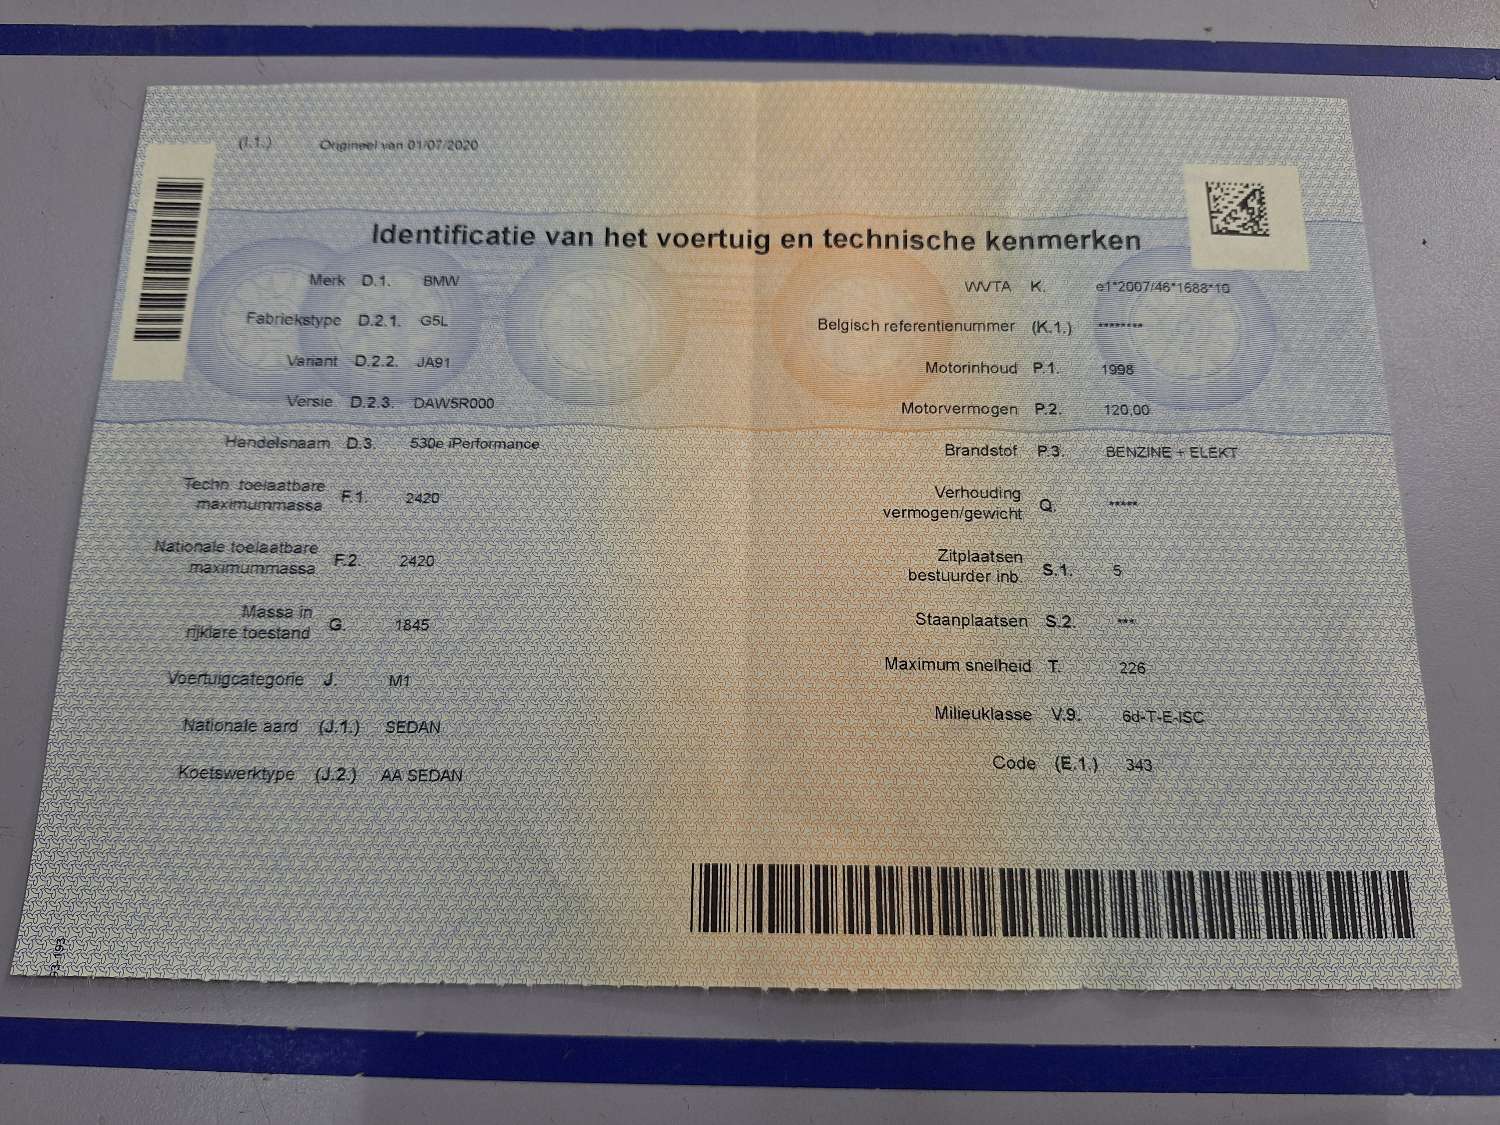 (I.1.) Origineel van 01/07/2020
Identificatie van het voertuig en technische kenmerken
Merk D.1. BMW
Fabriekstype D.2.1. G5L
Variant D.2.2. JA91
Versie D.2.3. DAWSR000
Handelsnaam D.3. 530e iPerformance
Techn. toelaatbare
maximummassa F.1. 2420
Nationale toelaatbare
maximummassa F.2. 2420
Massa in
rijklare toestand G. 1845
Voertuigcategorie J. M1
Nationale aard (J.1.) SEDAN
Koetswerktype (J.2.) AA SEDAN
WVTA K. e1*2007/46*1688*10
Belgisch referentienummer (K.1.) ********
Motorinhoud P.1. 1998
Motorvermogen P.2. 120,00
Brandstof P.3. BENZINE + ELEKT
Verhouding
vermogen/gewicht Q. *****
Zitplaatsen
bestuurder inb. S.1. 5
Staanplaatsen S.2. ***
Maximum snelheid T. 226
Milieuklasse V.9. 6d-T-E-ISC
Code (E.1.) 343